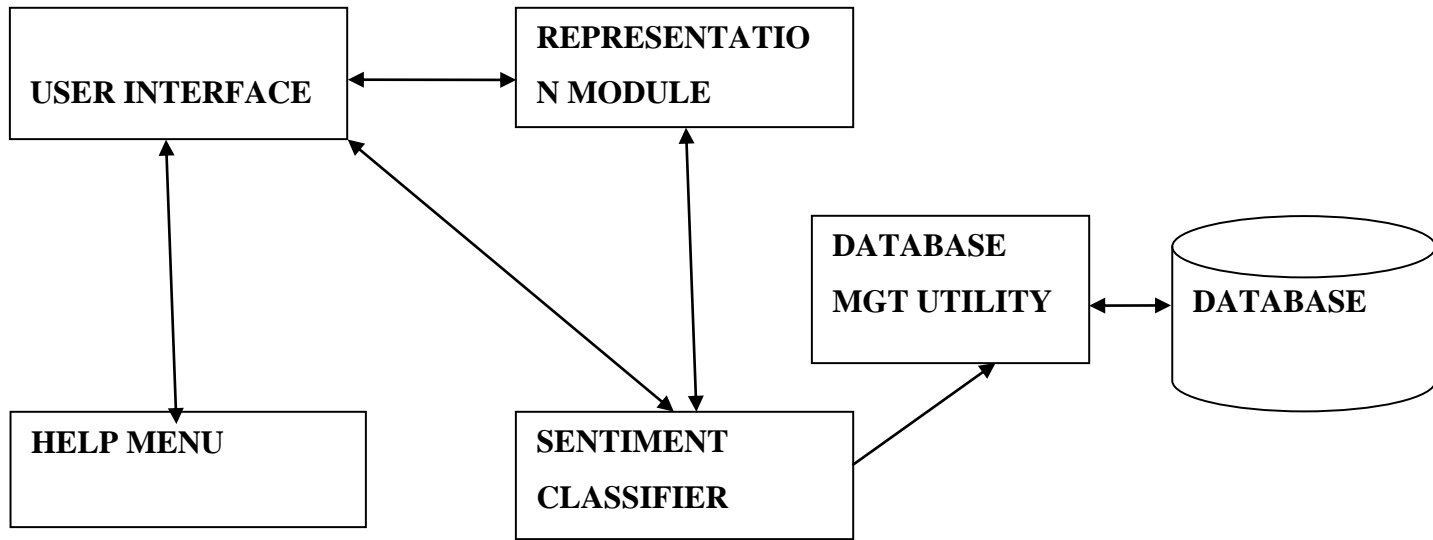 USER INTERFACE
REPRESENTATIO
N MODULE
DATABASE
MGT UTILITY
DATABASE
HELP MENU
SENTIMENT
CLASSIFIER